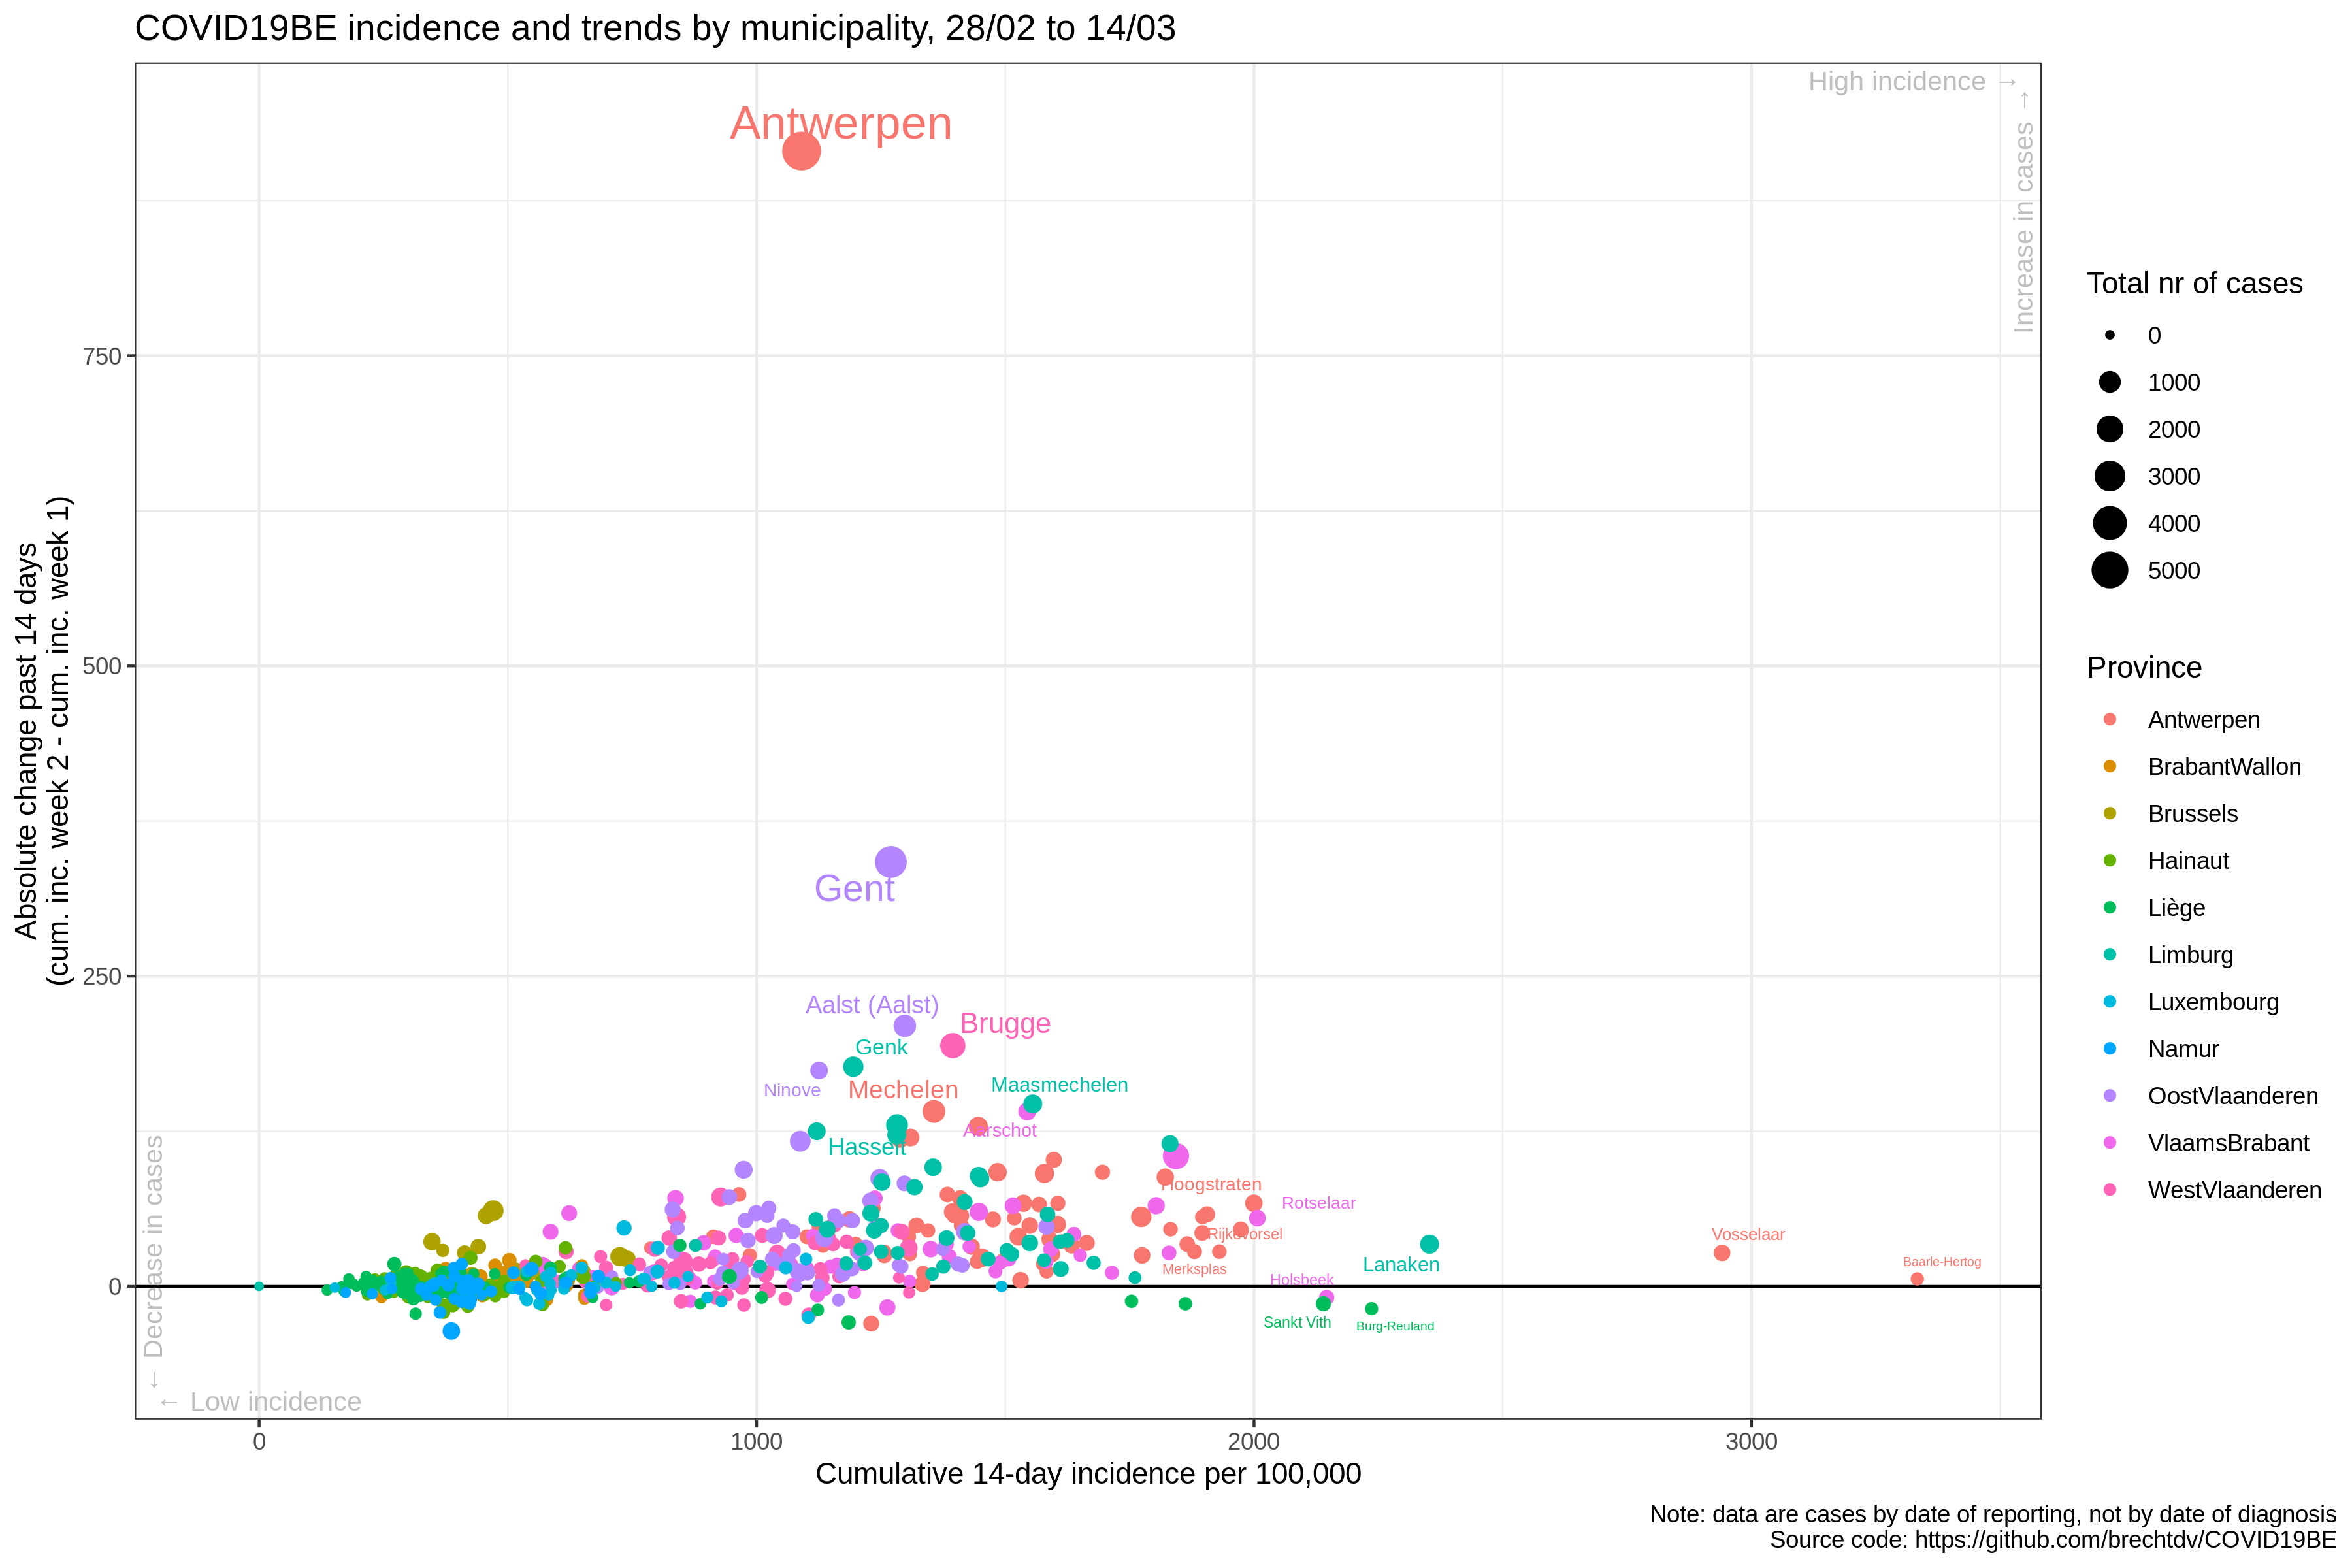 COVID19BE incidence and trends by municipality, 28/02 to 14/03
High incidence →
Increase in cases →
Antwerpen
Gent
Aalst (Aalst)
Brugge
Genk
Ninove
Mechelen
Maasmechelen
Aarschot
Hasselt
Hoogstraten
Rotselaar
Rijkevorsel
Vosselaar
Merksplas
Lanaken
Baarle-Hertog
Holsbeek
Sankt Vith
Burg-Reuland
← Decrease in cases
← Low incidence
750
500
250
0
0
1000
2000
3000
Absolute change past 14 days
(cum. inc. week 2 - cum. inc. week 1)
Cumulative 14-day incidence per 100,000
Total nr of cases
0
1000
2000
3000
4000
5000
Province
Antwerpen
BrabantWallon
Brussels
Hainaut
Liège
Limburg
Luxembourg
Namur
OostVlaanderen
VlaamsBrabant
WestVlaanderen
Note: data are cases by date of reporting, not by date of diagnosis
Source code: https://github.com/brechtdv/COVID19BE